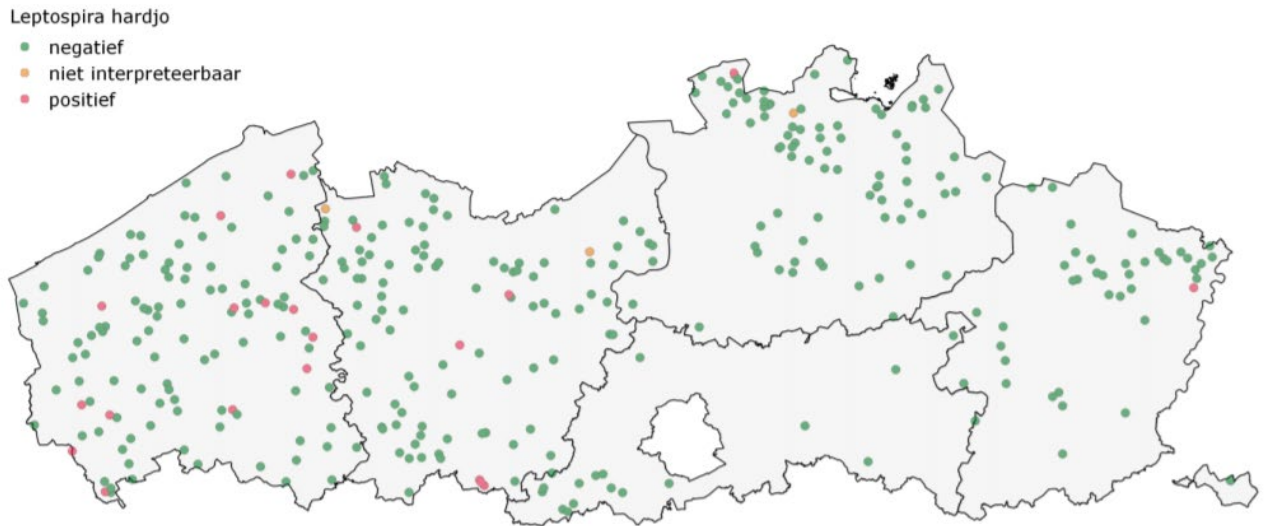 Leptospira hardjo
negatief
niet interpreteerbaar
positief